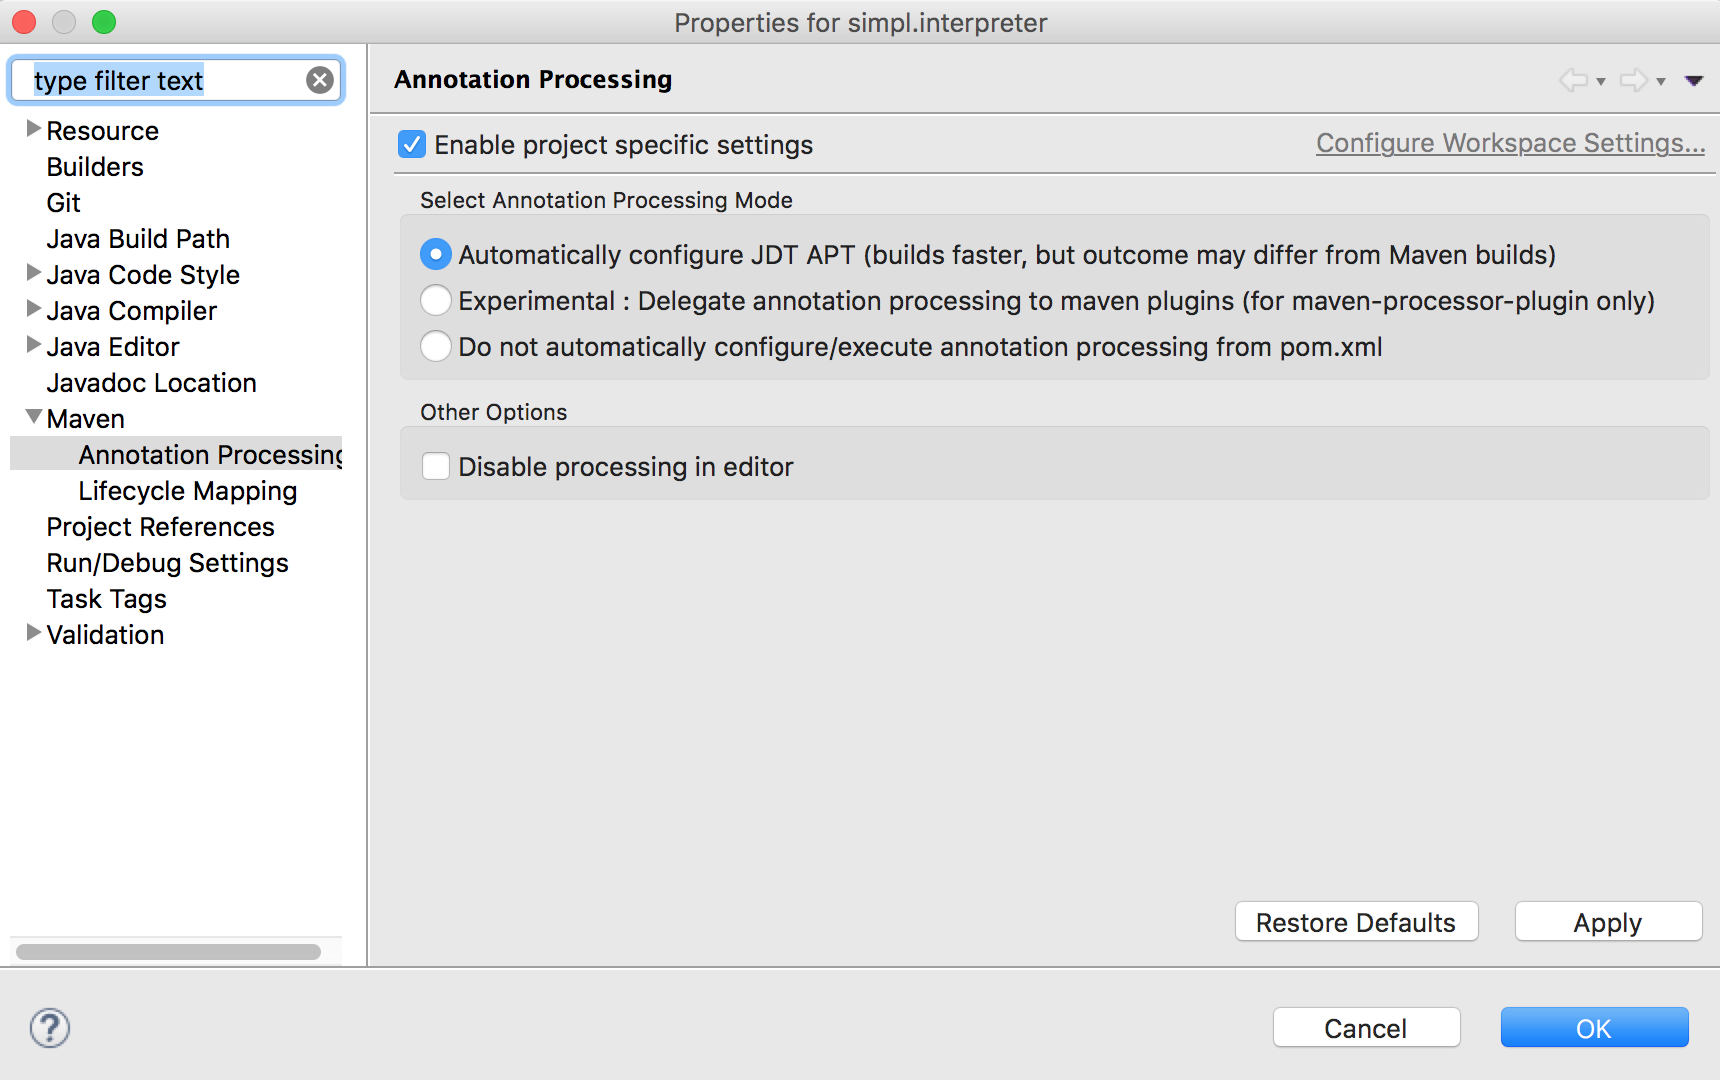 Properties for simpl.interpreter
type filter text
Resource
Builders
Git
Java Build Path
Java Code Style
Java Compiler
Java Editor
Javadoc Location
Maven
Annotation Processing
Lifecycle Mapping
Project References
Run/Debug Settings
Task Tags
Validation
Annotation Processing
Enable project specific settings
Configure Workspace Settings...
Select Annotation Processing Mode
Automatically configure JDT APT (builds faster, but outcome may differ from Maven builds)
Experimental : Delegate annotation processing to maven plugins (for maven-processor-plugin only)
Do not automatically configure/execute annotation processing from pom.xml
Other Options
Disable processing in editor
Restore Defaults
Apply
?
Cancel
OK